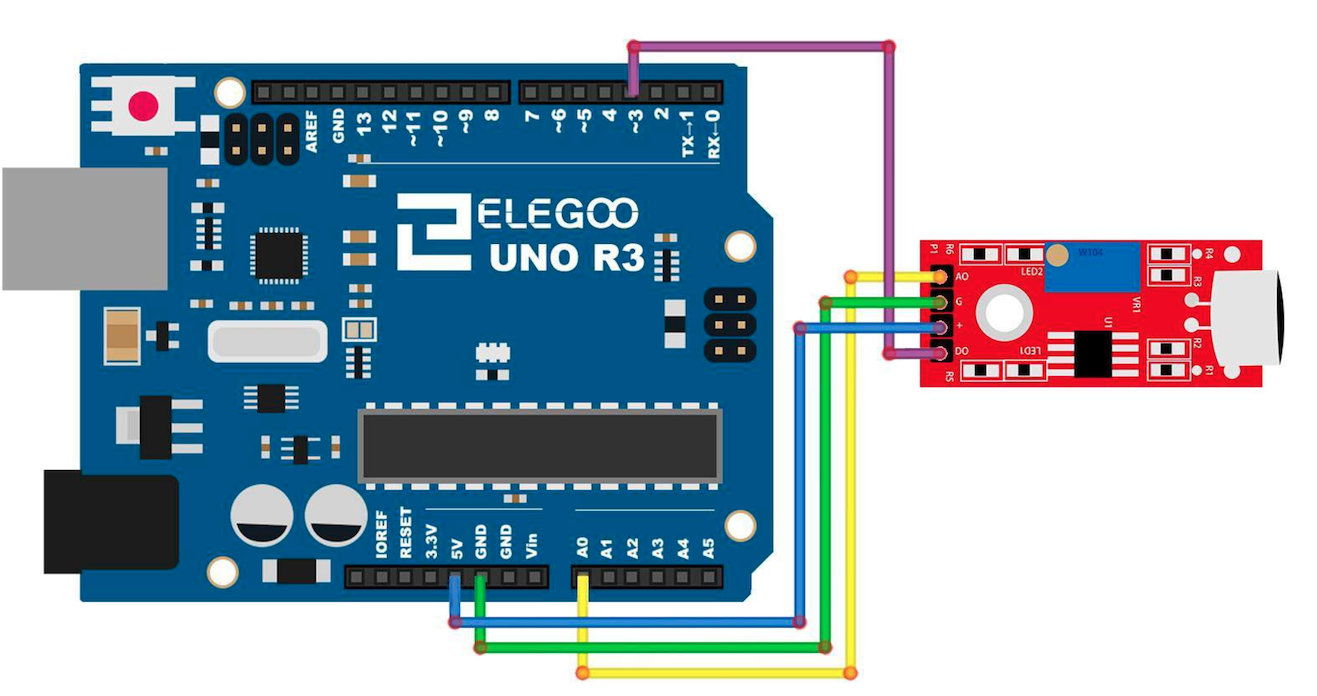 AREF
GND
13
12
~11
~10
~9
8
7
~6
~5
4
~3
2
TX→1
RX←0
ELEGOO
UNO R3
IOREF
RESET
3.3V
5V
GND
GND
Vin
A0
A1
A2
A3
A4
A5
P1
R6
LED2
W104
R4
R3
VR1
AO
G
+
DO
U1
LED1
R5
R2
R1